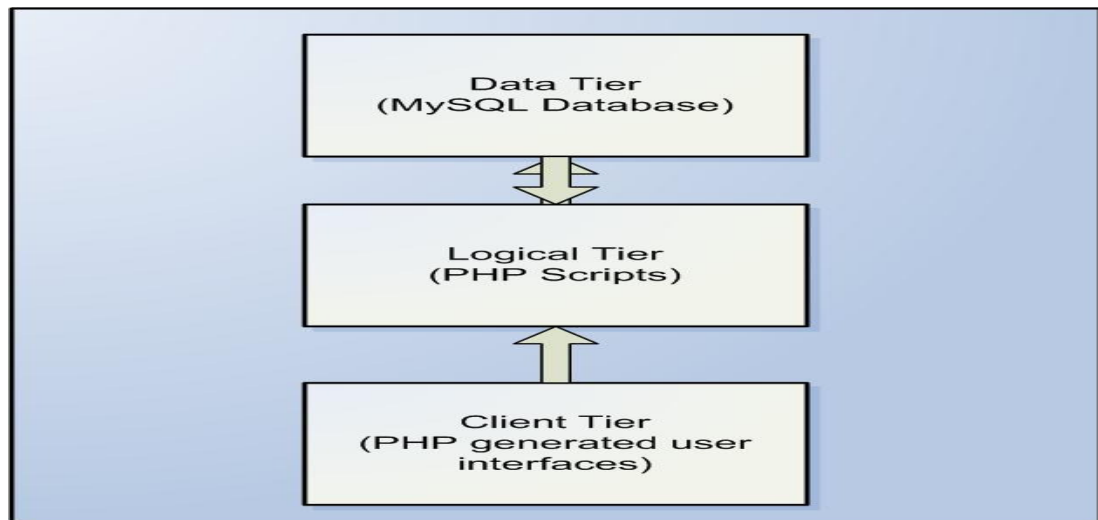 Data Tier
(MySQL Database)
Logical Tier
(PHP Scripts)
Client Tier
(PHP generated user
interfaces)